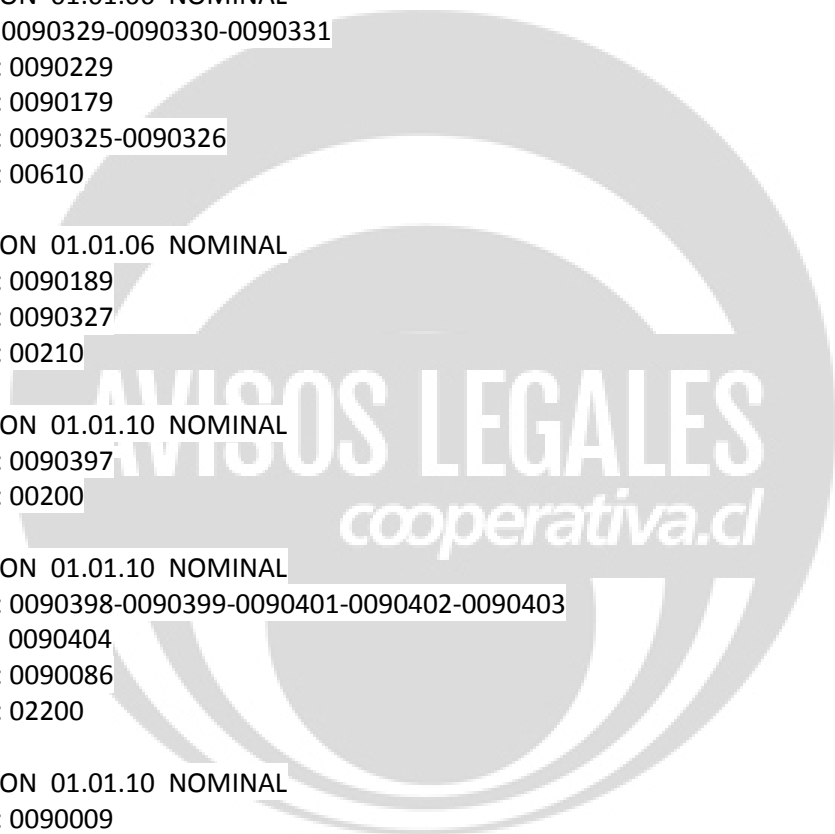 ON 01.01.06 NOMINAL
0090329-0090330-0090331
: 0090229
: 0090179
: 0090325-0090326
: 00610
ON 01.01.06 NOMINAL
: 0090189
: 0090327
: 00210
AVISOS LEGALES
ON 01.01.10 NOMINAL
: 0090397
: 00200
cooperativa.cl
ON 01.01.10 NOMINAL
: 0090398-0090399-0090401-0090402-0090403
0090404
: 0090086
: 02200
ON 01.01.10 NOMINAL
: 0090009